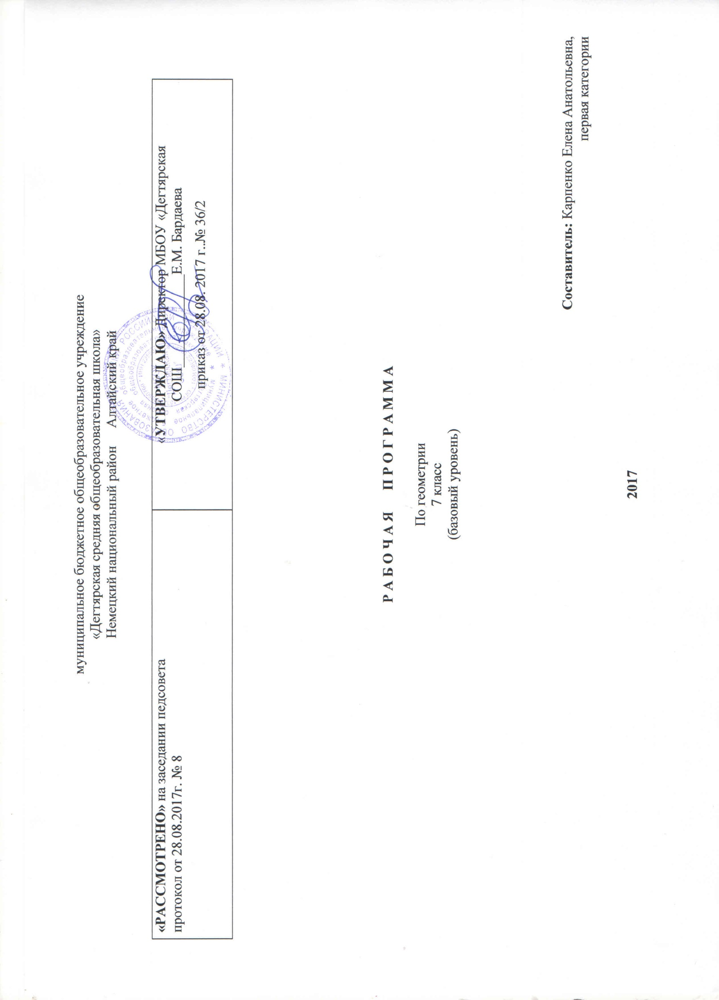 муниципальное бюджетное общеобразовательное учреждение
«Дегтярская средняя общеобразовательная школа»
Немецкий национальный район Алтайский край
«РАССМОТРЕНО» на заседании педсовета
протокол от 28.08.2017г. № 8
«УТВЕРЖДАЮ» Директор МБОУ «Дегтярская
СОШ ____________ Е.М. Бардаева
приказ от 28.08. 2017 г..№ 36/2
Р А Б О Ч А Я П Р О Г Р А М М А
По геометрии
7 класс
(базовый уровень)
Составитель: Карпенко Елена Анатольевна,
первая категории
2017